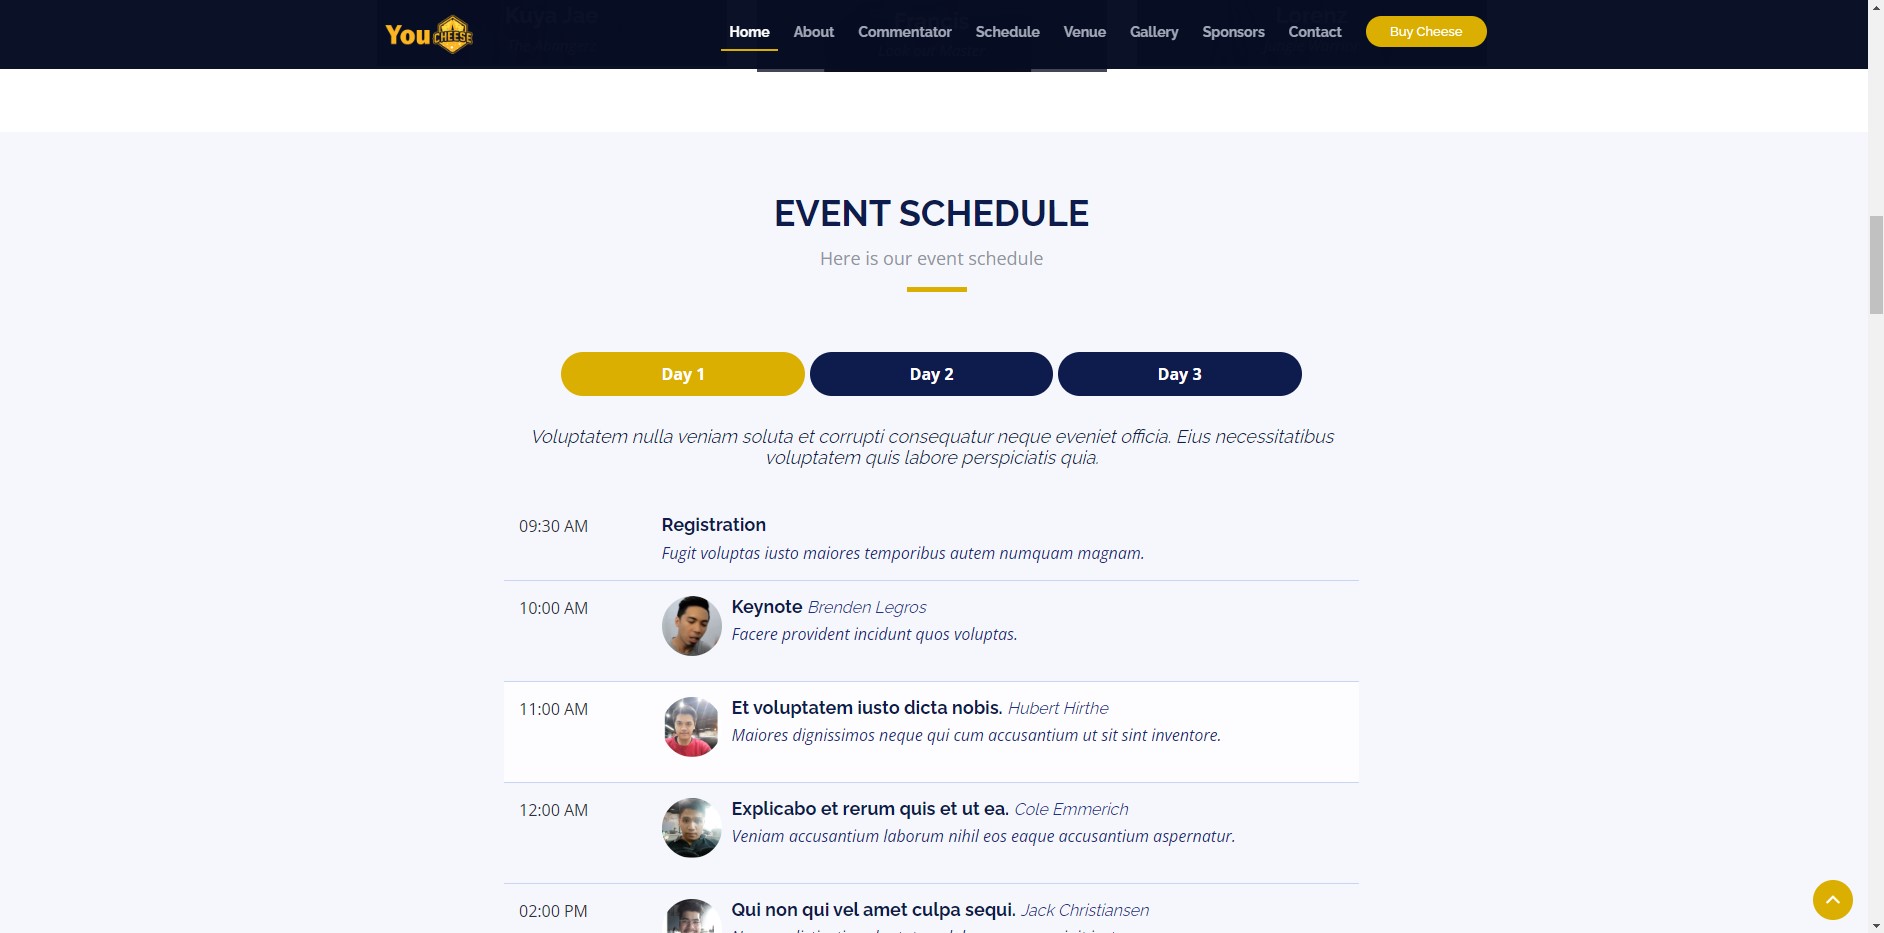 Kuya Jae
Francis
Lorenz
You CHEESE
Home About Commentator Schedule Venue Gallery Sponsors Contact Buy Cheese
EVENT SCHEDULE
Here is our event schedule
Day 1 Day 2 Day 3
Voluptatem nulla veniam soluta et corrupti consequatur neque eveniet officia. Eius necessitatibus
voluptatem quis labore perspiciatis quia.
09:30 AM Registration
Fugit voluptas iusto maiores temporibus autem numquam magnam.
10:00 AM Keynote Brenden Legros
Facere provident incidunt quos voluptas.
11:00 AM Et voluptatem iusto dicta nobis. Hubert Hirthe
Maiores dignissimos neque qui cum accusantium ut sit sint inventore.
12:00 AM Explicabo et rerum quis et ut ea. Cole Emmerich
Veniam accusantium laborum nihil eos eaque accusantium aspernatur.
02:00 PM Qui non qui vel amet culpa sequi. Jack Christiansen